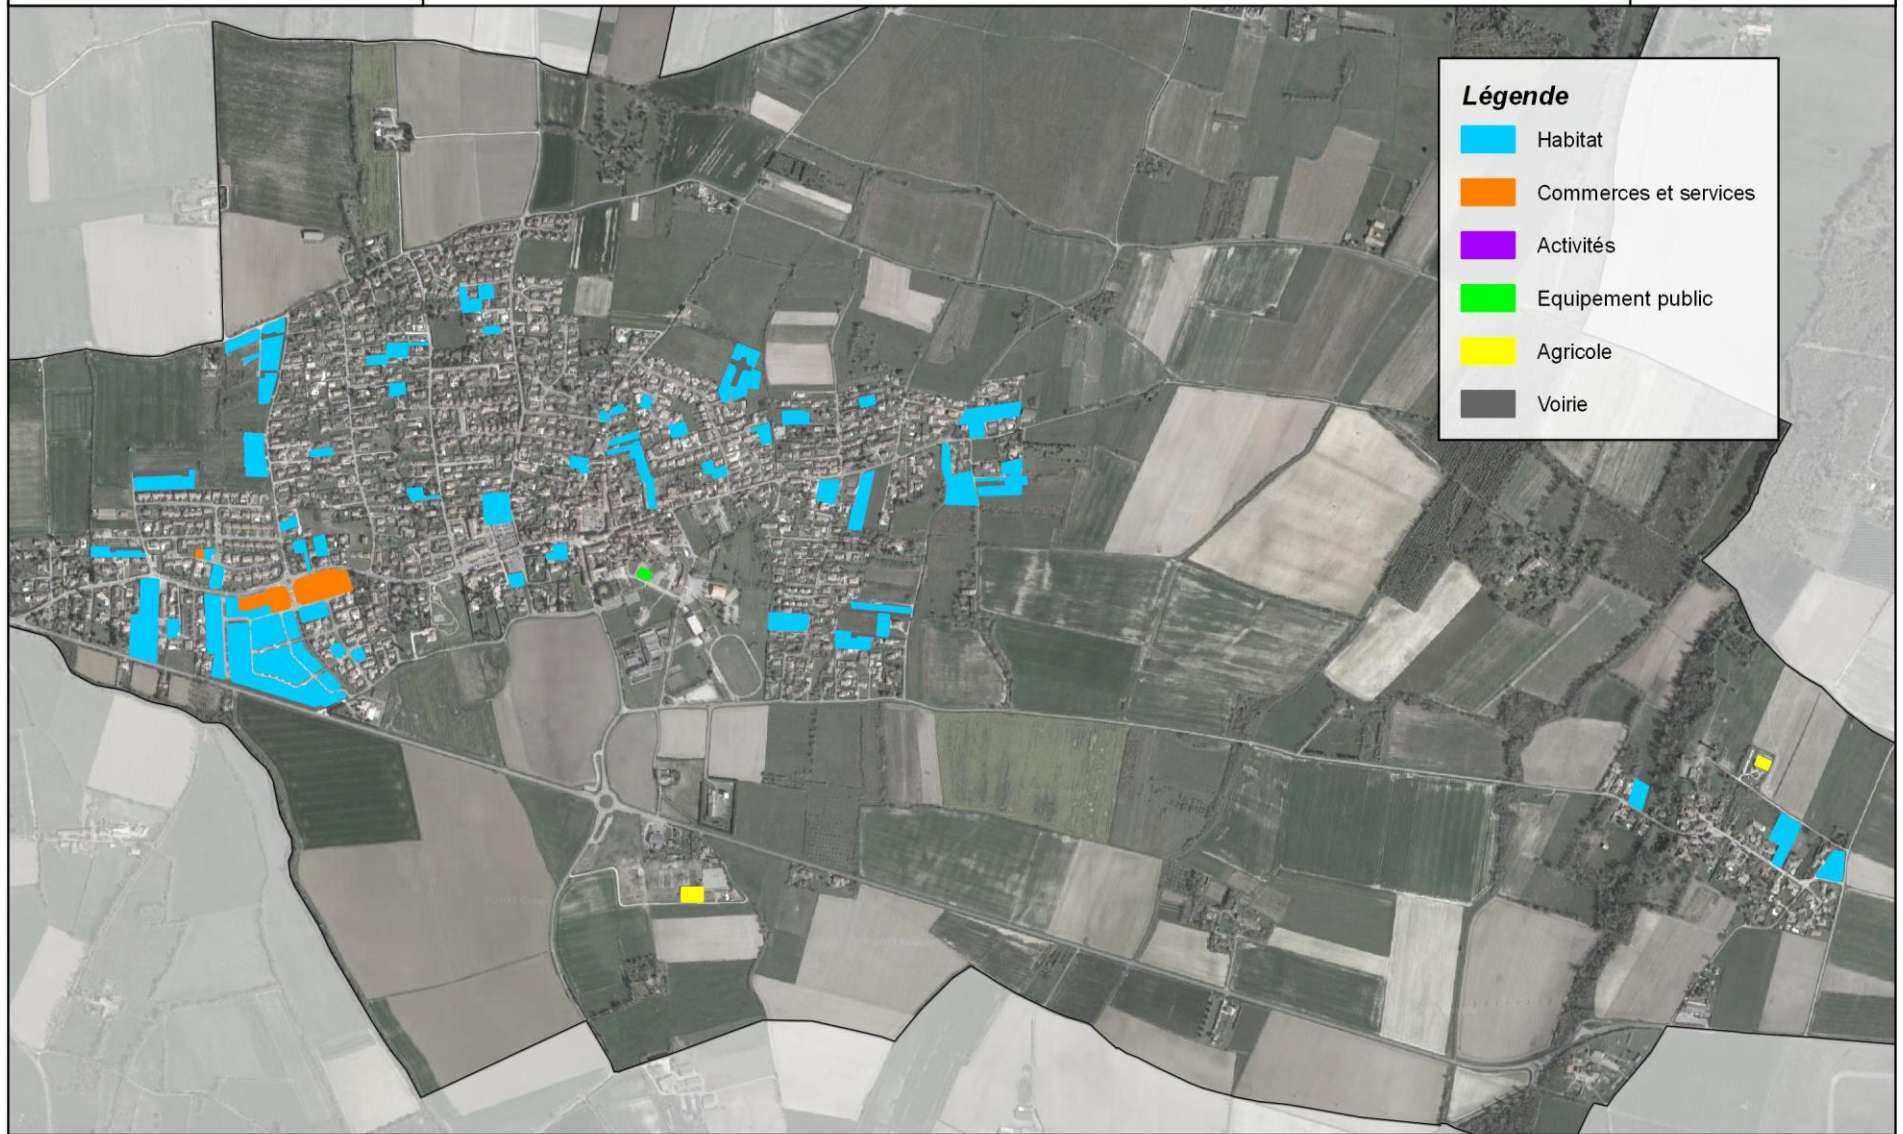 Légende
Habitat
Commerces et services
Activités
Equipement public
Agricole
Voirie